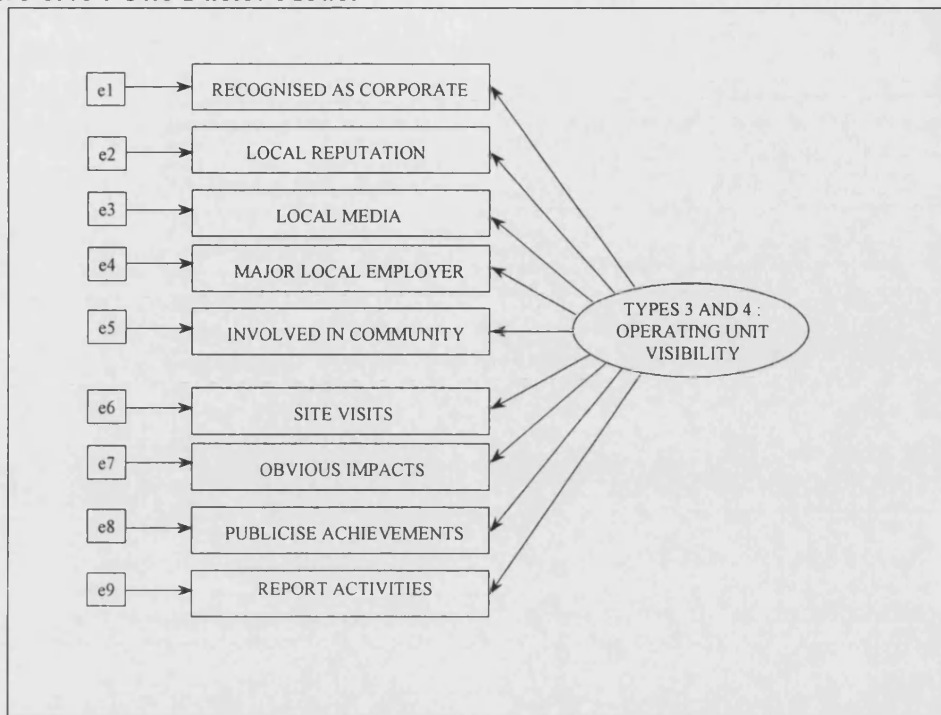 e1
RECOGNISED AS CORPORATE
e2
LOCAL REPUTATION
e3
LOCAL MEDIA
e4
MAJOR LOCAL EMPLOYER
e5
INVOLVED IN COMMUNITY
TYPES 3 AND 4 :
OPERATING UNIT
VISIBILITY
e6
SITE VISITS
e7
OBVIOUS IMPACTS
e8
PUBLICISE ACHIEVEMENTS
e9
REPORT ACTIVITIES